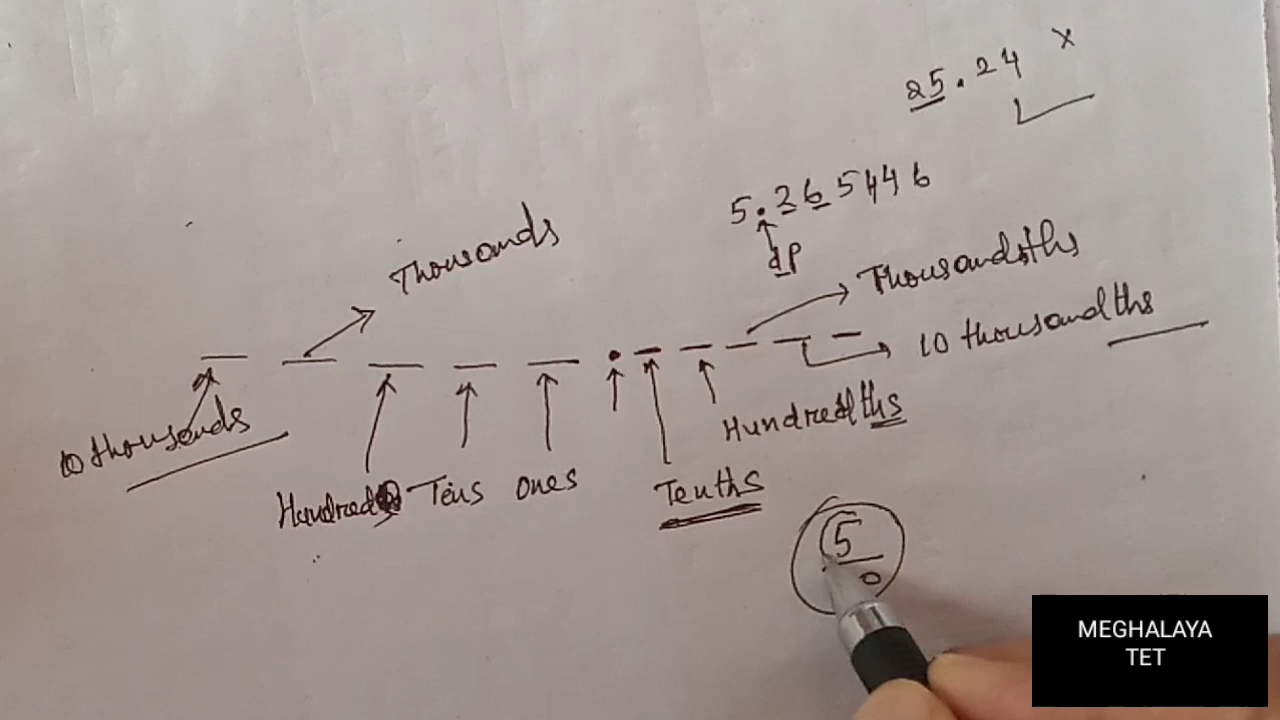 25.24 x
5.265446
dp
Thousands
Thousandths
10 thousandths
10 thousands
Hundredths
Hundreds Tens ones
Tenths
5
0
MEGHALAYA
TET